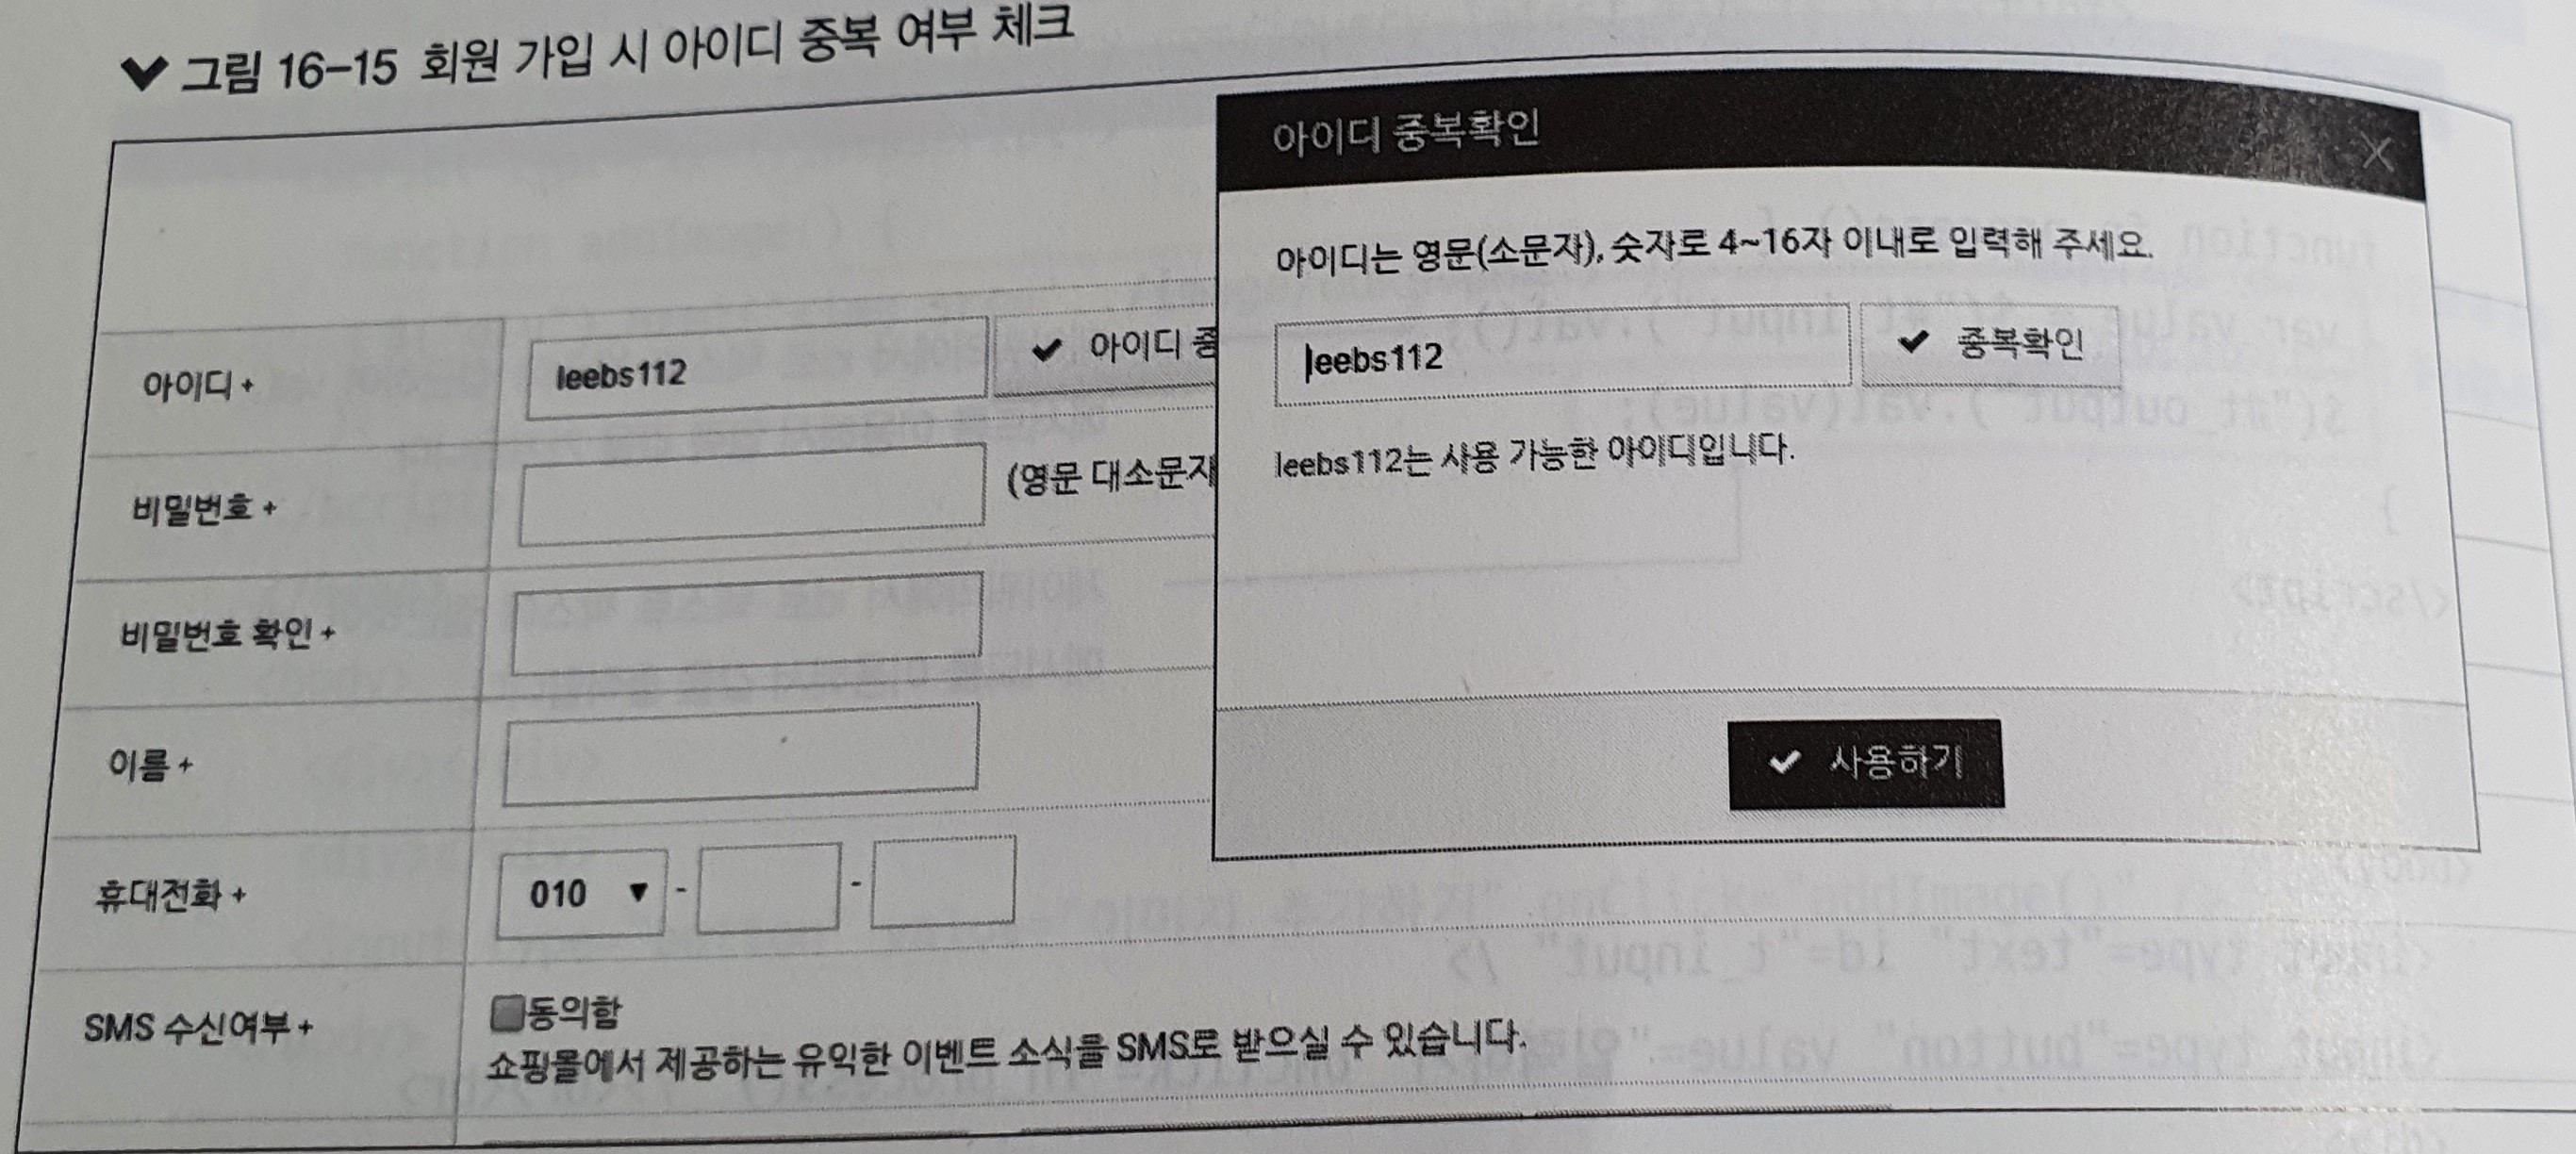 ✔ 그림 16-15 회원 가입 시 아이디 중복 여부 체크
아이디 중복확인 X
아이디는 영문(소문자), 숫자로 4~16자 이내로 입력해 주세요.
leebs112 ✔ 중복확인
leebs112는 사용 가능한 아이디입니다.
✔ 사용하기
아이디 + leebs112 ✔ 아이디 중
비밀번호 + (영문 대소문자
비밀번호 확인 +
이름 +
휴대전화 + 010 ▼ - -
SMS 수신여부 + 동의함
쇼핑몰에서 제공하는 유익한 이벤트 소식을 SMS로 받으실 수 있습니다.